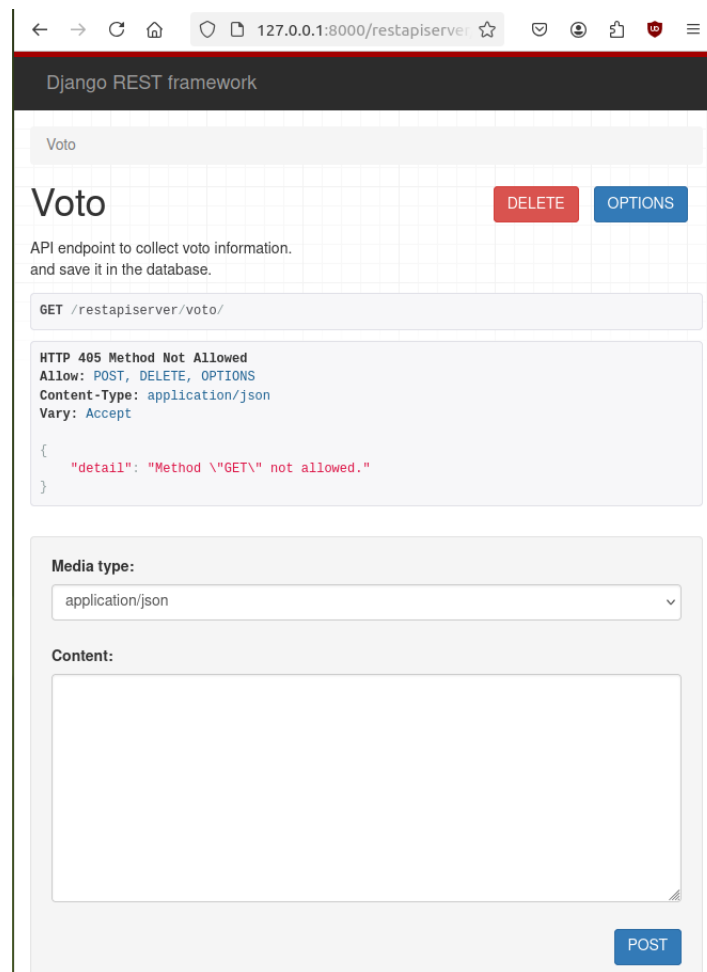 127.0.0.1:8000/restapiserver
Django REST framework
Voto
Voto
DELETE
OPTIONS
API endpoint to collect voto information.
and save it in the database.
GET /restapiserver/voto/
HTTP 405 Method Not Allowed
Allow: POST, DELETE, OPTIONS
Content-Type: application/json
Vary: Accept
{
"detail": "Method \"GET\" not allowed."
}
Media type:
application/json
Content:
POST